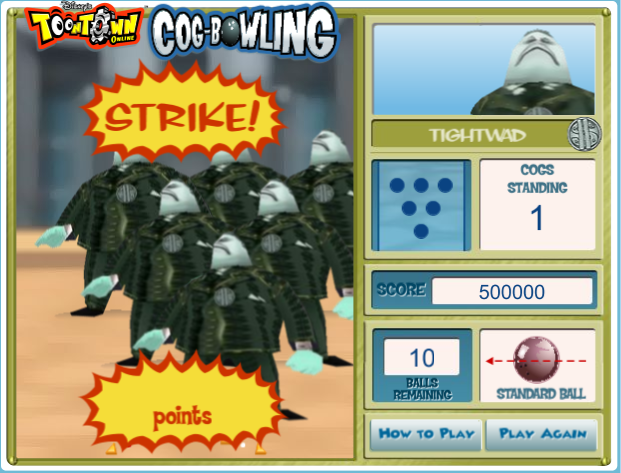 Disney's
TOONTOWN
ONLINE
COG-BOWLING
STRIKE!
points
TIGHTWAD
COGS
STANDING
1
SCORE 500000
10
BALLS
REMAINING
STANDARD BALL
HOW TO PLAY
PLAY AGAIN